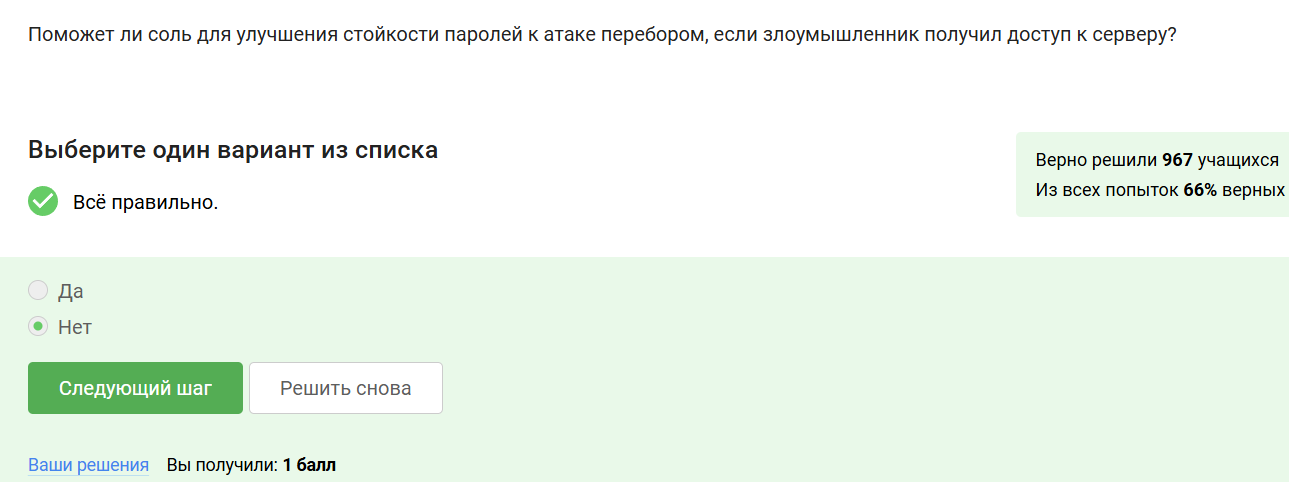 Поможет ли соль для улучшения стойкости паролей к атаке перебором, если злоумышленник получил доступ к серверу?
Выберите один вариант из списка
Всё правильно.
Верно решили 967 учащихся
Из всех попыток 66% верных
Да
Нет
Следующий шаг
Решить снова
Ваши решения Вы получили: 1 балл